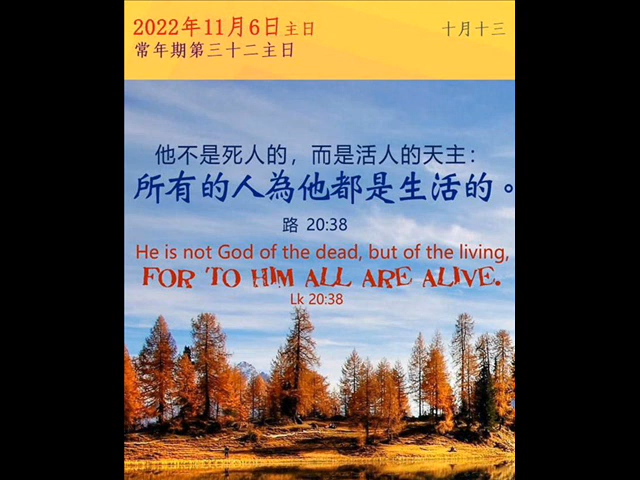 2022年11月6日主日
十月十三
常年期第三十二主日
他不是死人的，而是活人的天主：
所有的人為他都是生活的。
路 20:38
He is not God of the dead, but of the living,
FOR TO HIM ALL ARE ALIVE.
Lk 20:38